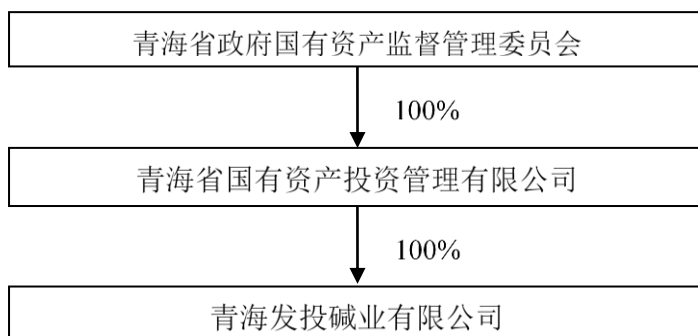 青海省政府国有资产监督管理委员会
100%
青海省国有资产投资管理有限公司
100%
青海发投碱业有限公司